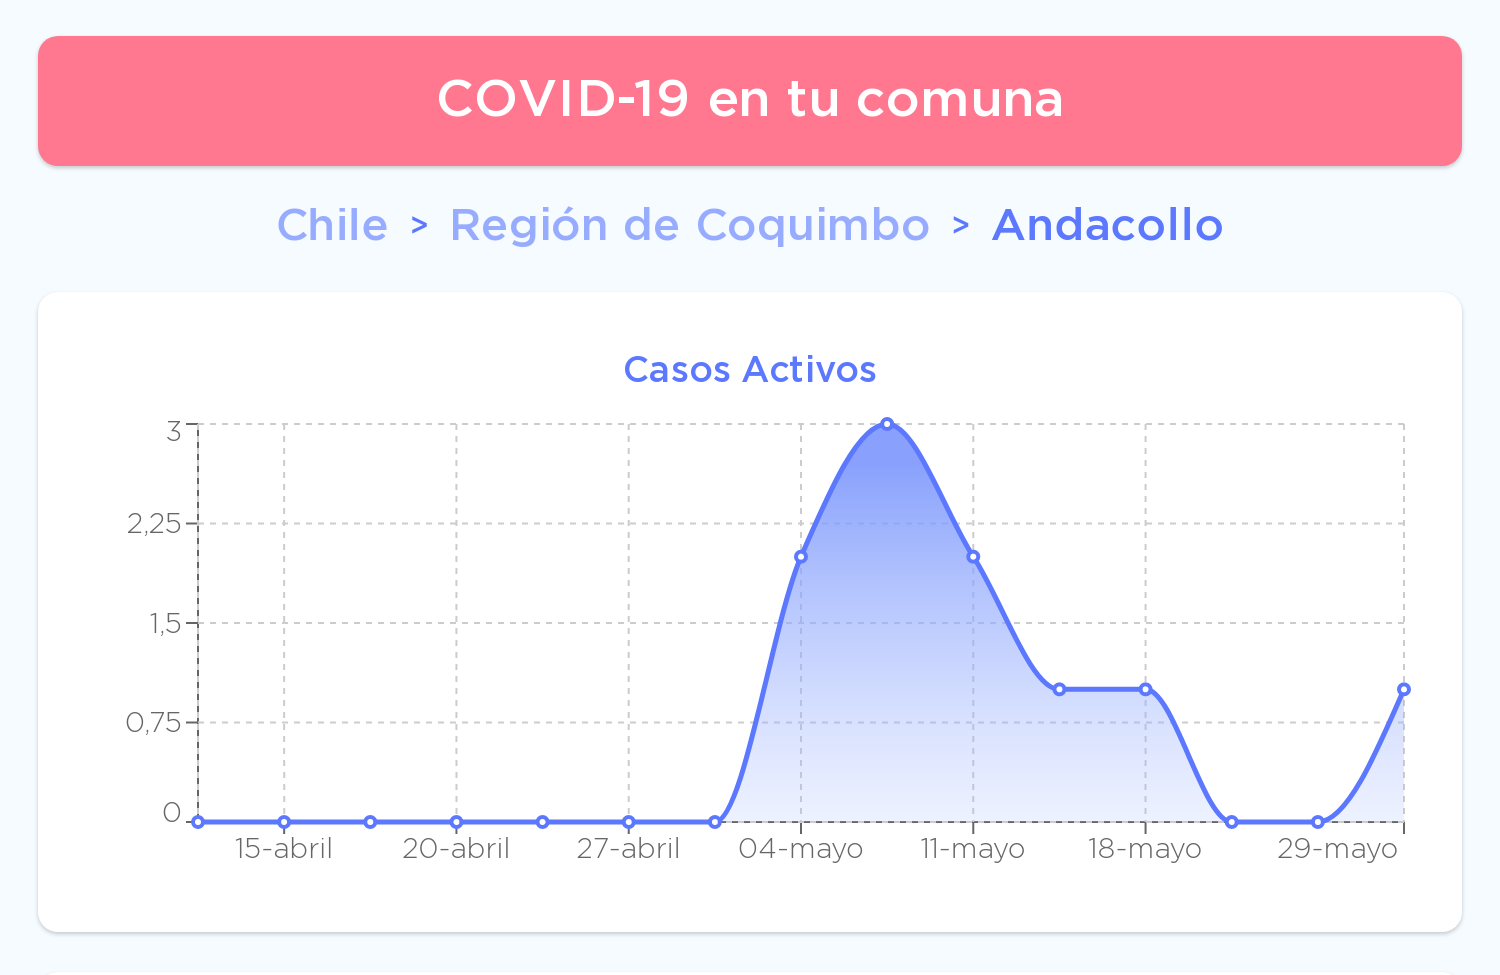 COVID-19 en tu comuna
Chile > Región de Coquimbo > Andacollo
Casos Activos
3
2,25
1,5
0,75
0
15-abril 20-abril 27-abril 04-mayo 11-mayo 18-mayo 29-mayo